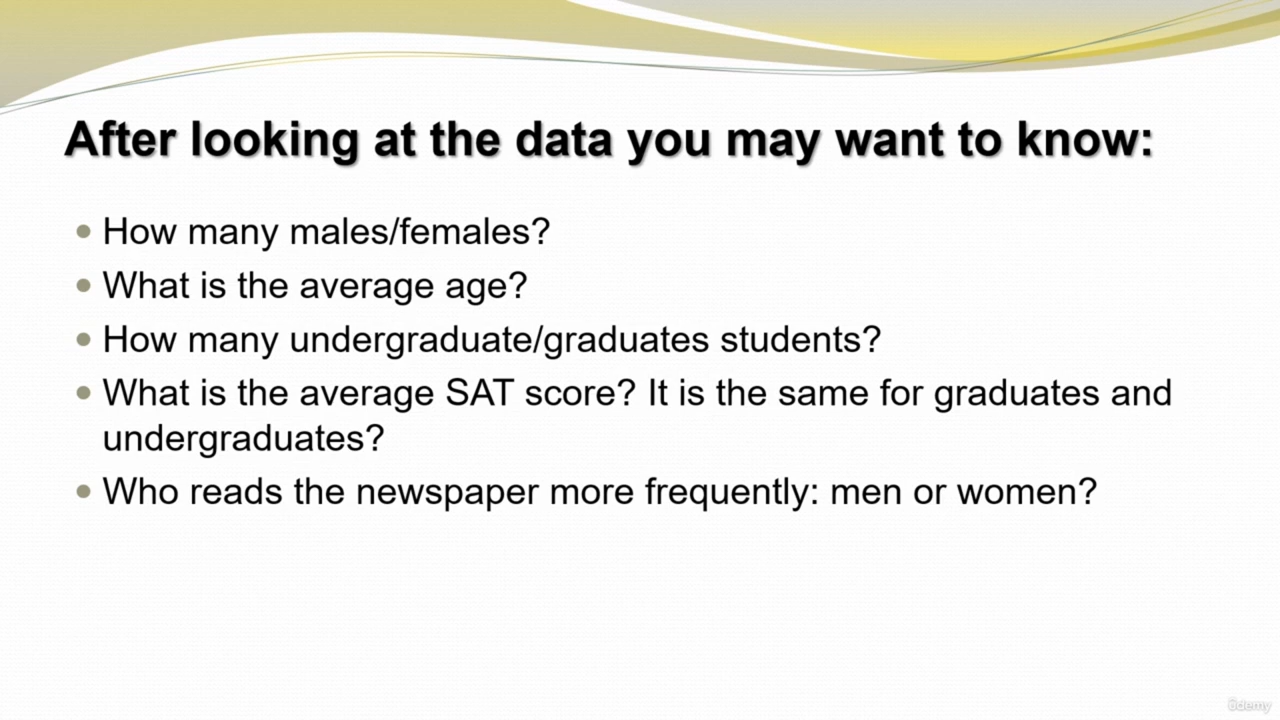 After looking at the data you may want to know:
How many males/females?
What is the average age?
How many undergraduate/graduates students?
What is the average SAT score? It is the same for graduates and
undergraduates?
Who reads the newspaper more frequently: men or women?
ûdemy